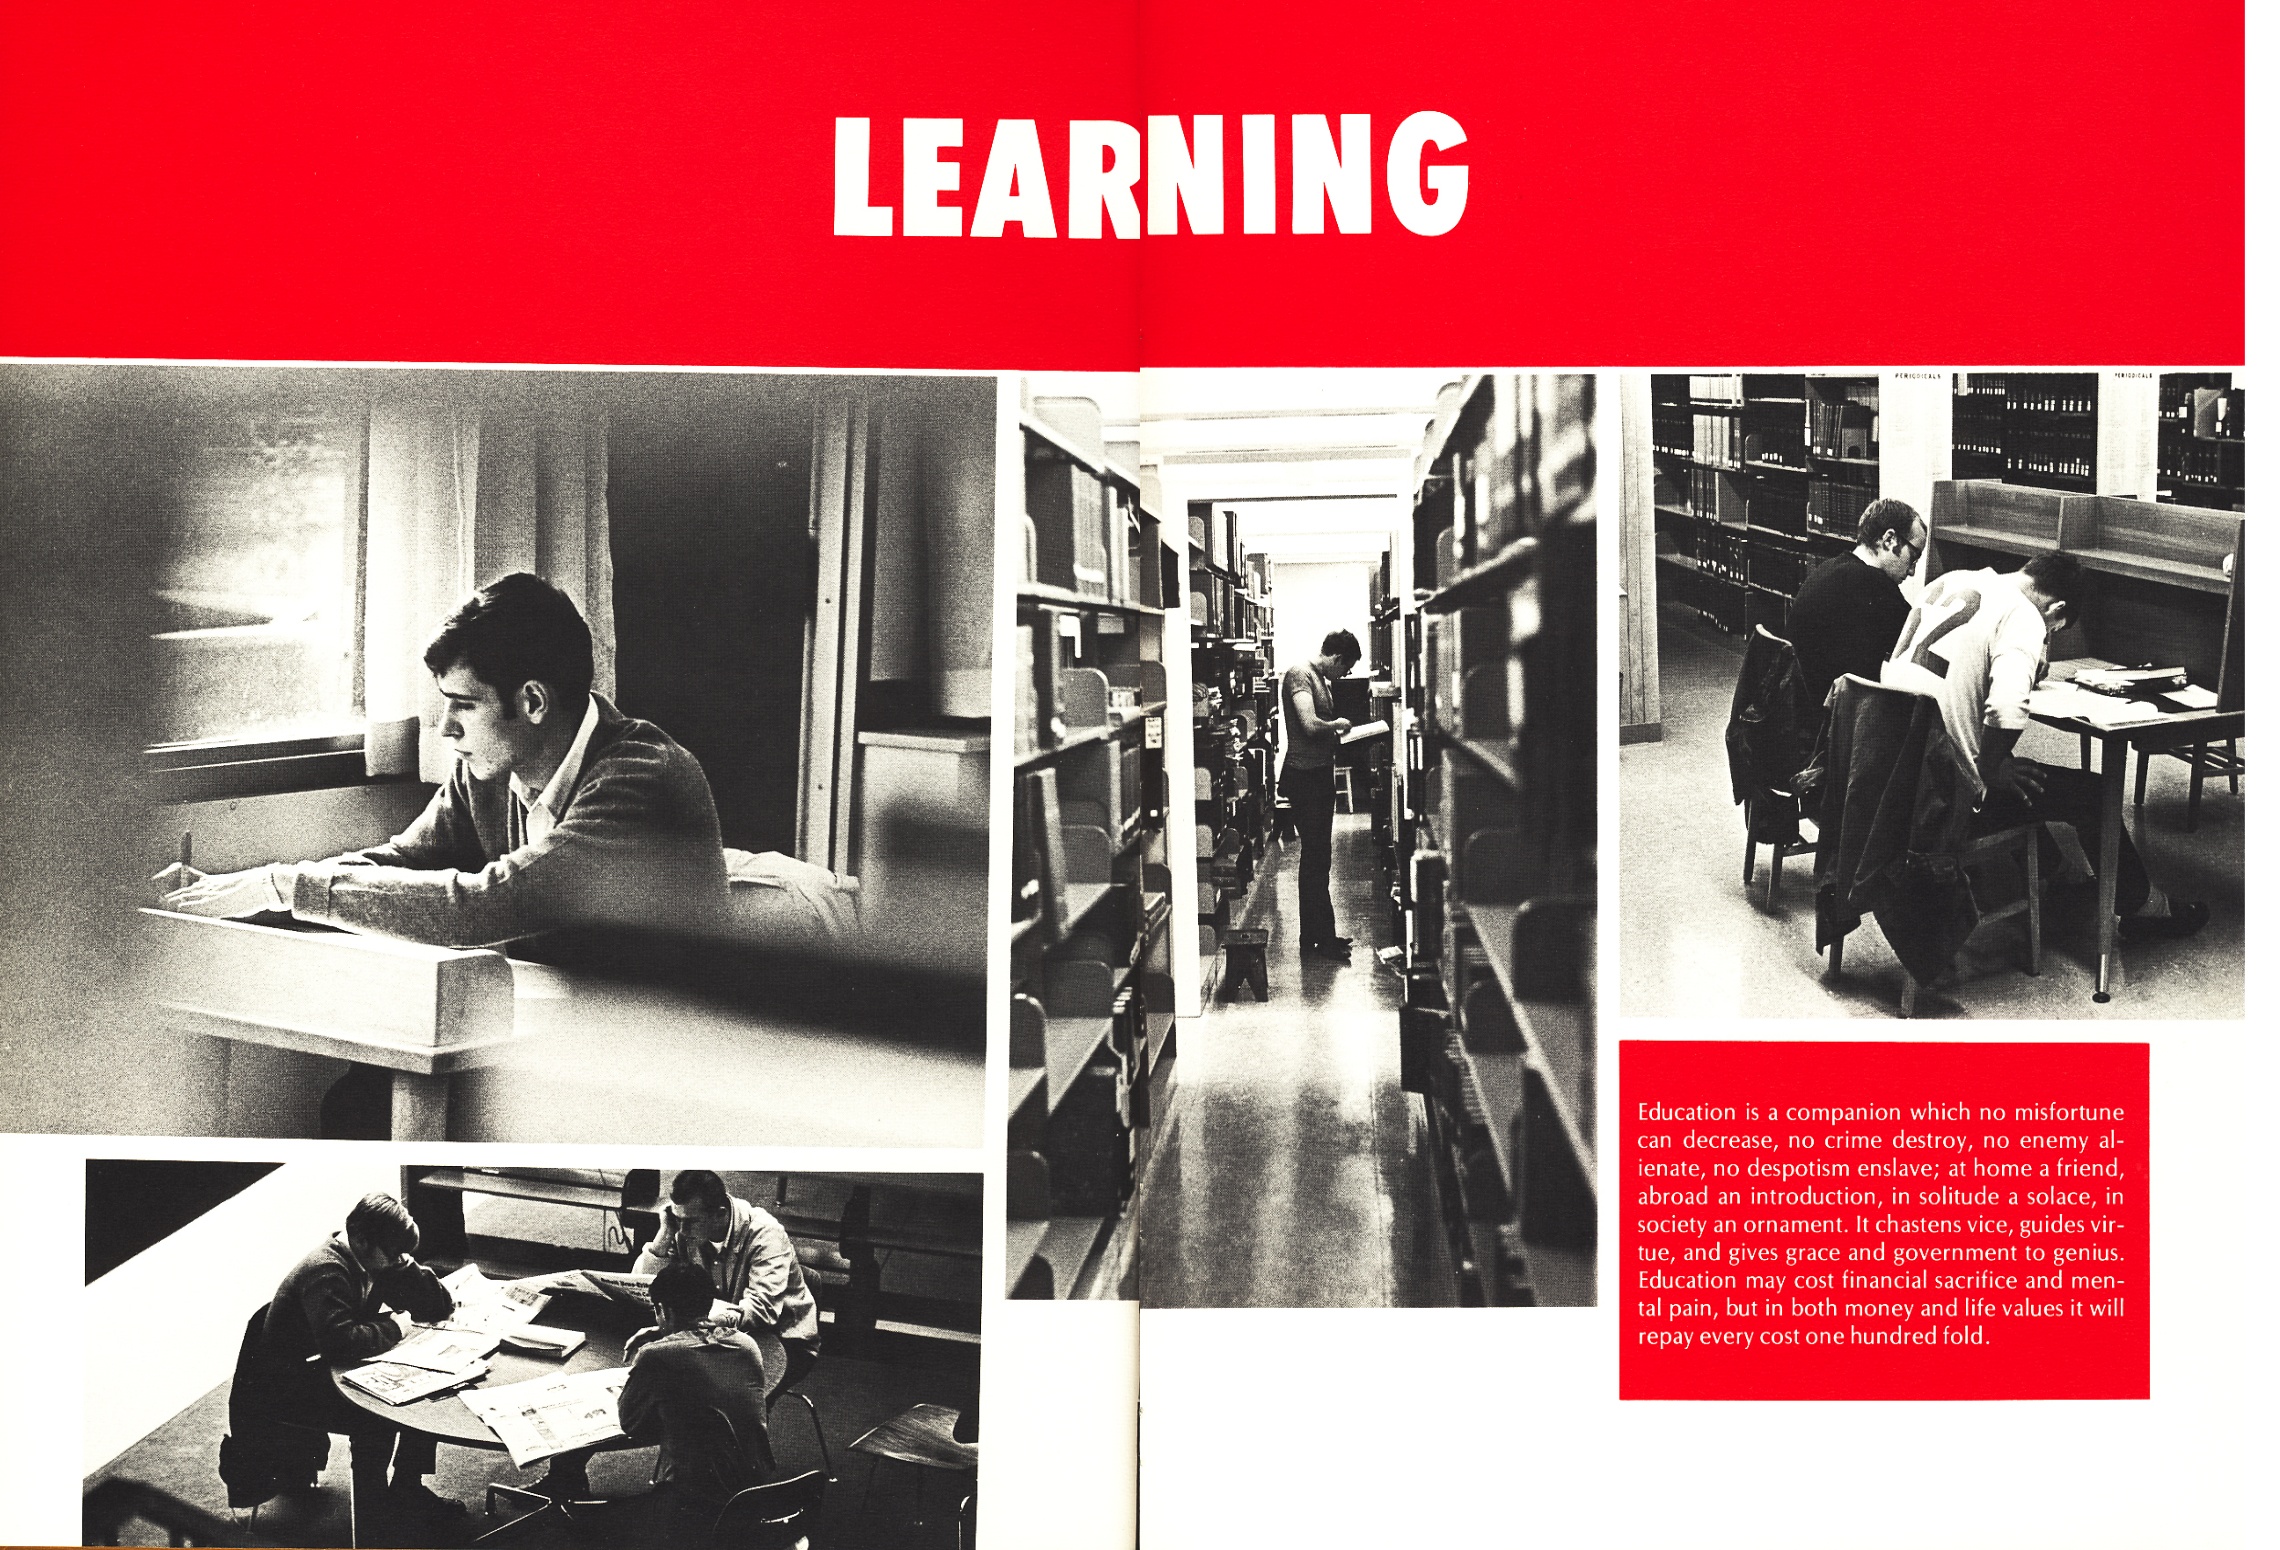 LEARNING
PERIODICALS
PERIODICALS
12
Education is a companion which no misfortune
can decrease, no crime destroy, no enemy al-
ienate, no despotism enslave; at home a friend,
abroad an introduction, in solitude a solace, in
society an ornament. It chastens vice, guides vir-
tue, and gives grace and government to genius.
Education may cost financial sacrifice and men-
tal pain, but in both money and life values it will
repay every cost one hundred fold.